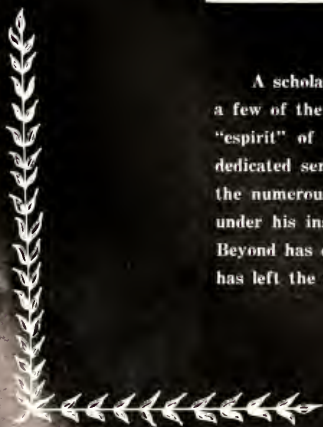 A schola
a few of the
"espirit" of
dedicated ser
the numerou
under his in
Beyond has
has left the